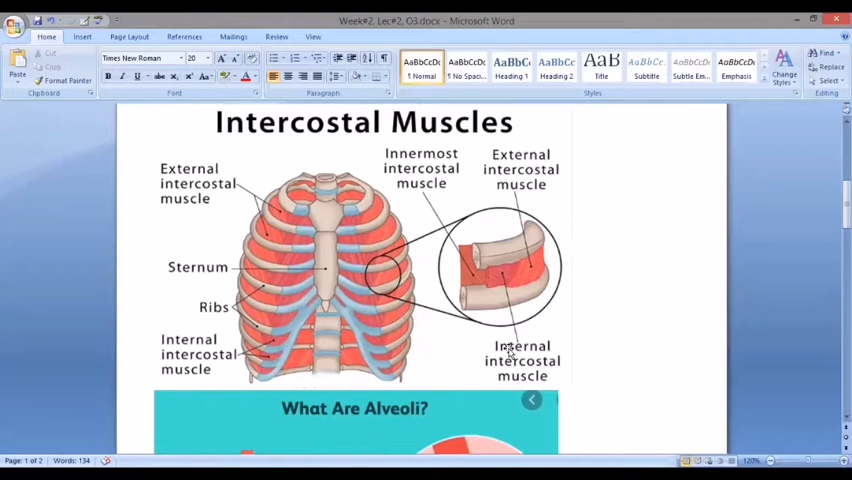 Week#2, Lec#2, O3.docx - Microsoft Word
Home Insert Page Layout References Mailings Review View
Paste
Cut
Copy
Format Painter
Clipboard
Times New Roman 20
Font
Paragraph
AaBbCcDc AaBbCcDc AaBbCc AaBbCc AaB AaBbCc. AaBbCcDc AaBbCcDc
¶ Normal ¶ No Spaci... Heading 1 Heading 2 Title Subtitle Subtle Em... Emphasis
Change
Styles
Styles
Find
Replace
Select
Editing
Intercostal Muscles
External
intercostal
muscle
Sternum
Ribs
Internal
intercostal
muscle
Innermost
intercostal
muscle
External
intercostal
muscle
Internal
intercostal
muscle
What Are Alveoli?
Page: 1 of 2 Words: 134
120%